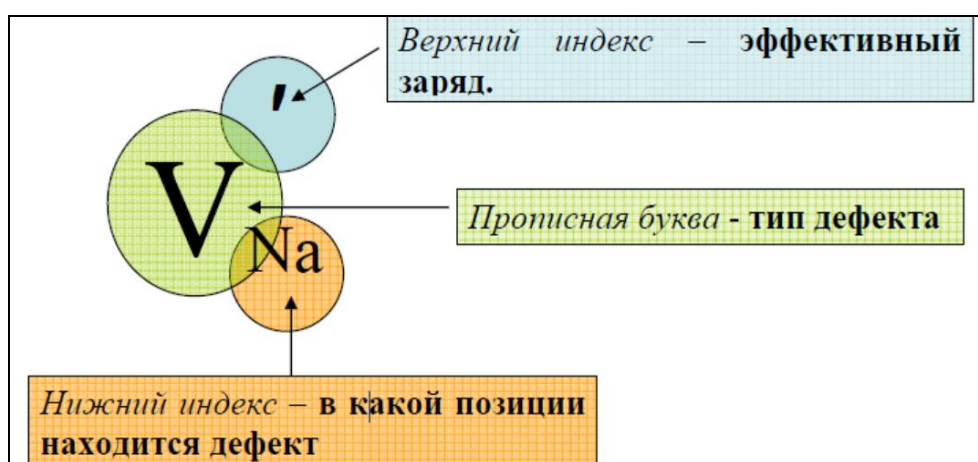 Верхний индекс – эффективный
заряд.
′
V
Na
Прописная буква - тип дефекта
Нижний индекс – в какой позиции
находится дефект